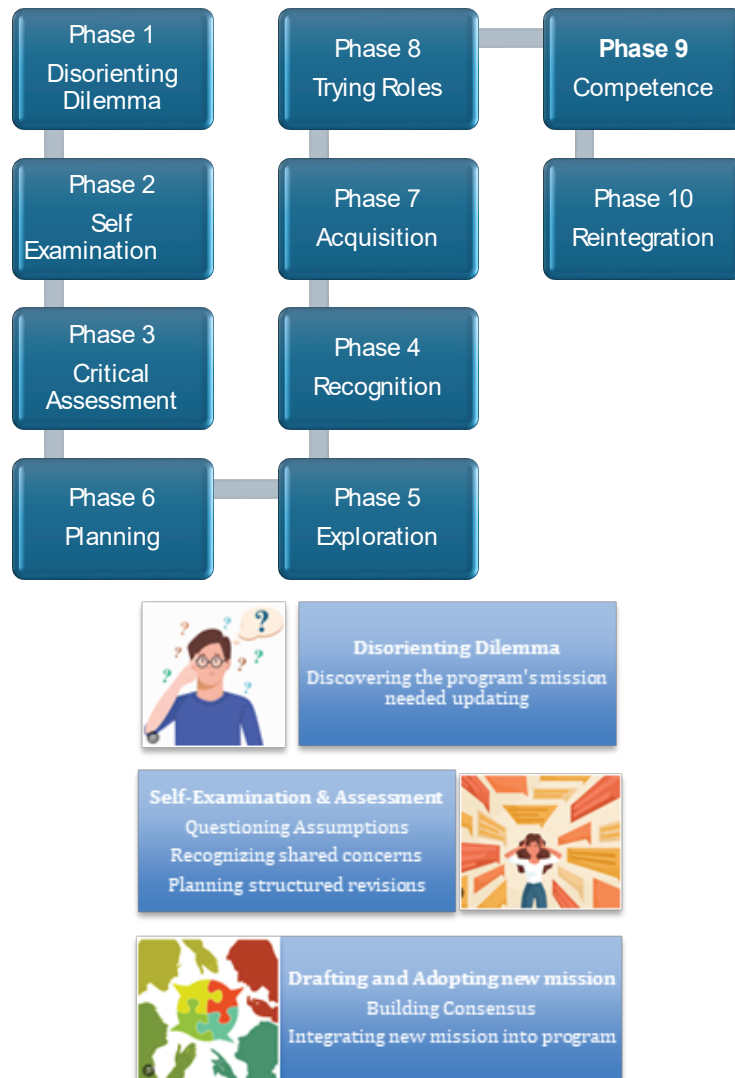 Phase 1
Disorienting
Dilemma
Phase 2
Self
Examination
Phase 3
Critical
Assessment
Phase 6
Planning
Phase 5
Exploration
Phase 4
Recognition
Phase 7
Acquisition
Phase 8
Trying Roles
Phase 9
Competence
Phase 10
Reintegration
? ? ? ? ? ? ? ?
Disorienting Dilemma
Discovering the program's mission
needed updating
Self-Examination & Assessment
Questioning Assumptions
Recognizing shared concerns
Planning structured revisions
Drafting and Adopting new mission
Building Consensus
Integrating new mission into program